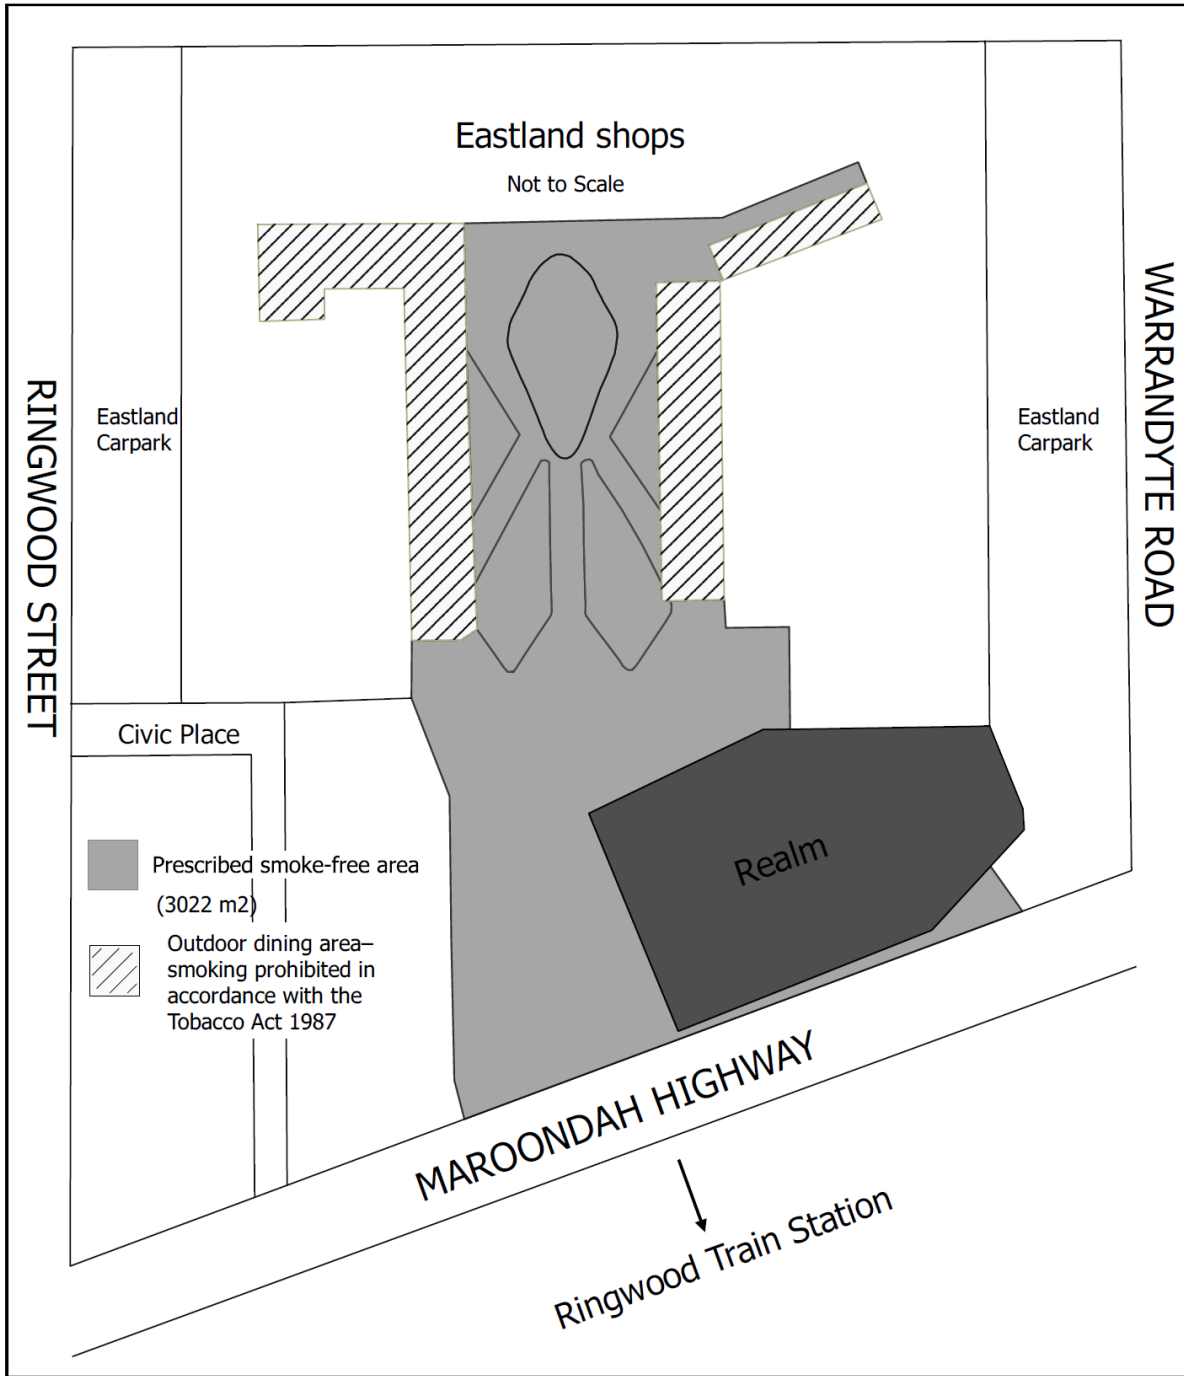 Eastland shops
Not to Scale
RINGWOOD STREET
Eastland
Carpark
Eastland
Carpark
WARRANDYTE ROAD
Civic Place
Prescribed smoke-free area
(3022 m2)
Outdoor dining area–
smoking prohibited in
accordance with the
Tobacco Act 1987
Realm
MAROONDAH HIGHWAY
Ringwood Train Station